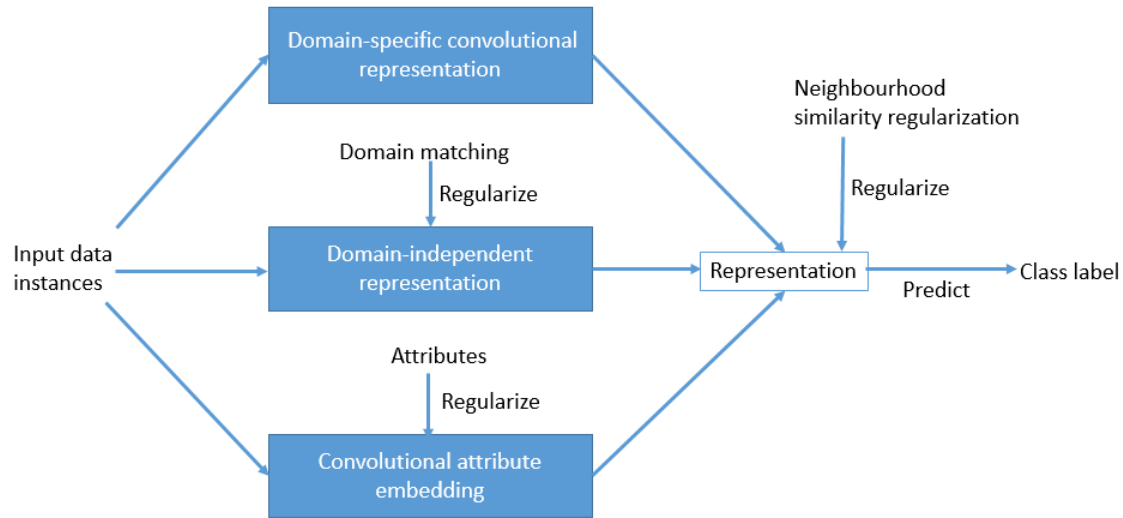 Domain-specific convolutional
representation
Neighbourhood
similarity regularization
Domain matching
Regularize
Regularize
Input data
instances
Domain-independent
representation
Representation
Class label
Predict
Attributes
Regularize
Convolutional attribute
embedding